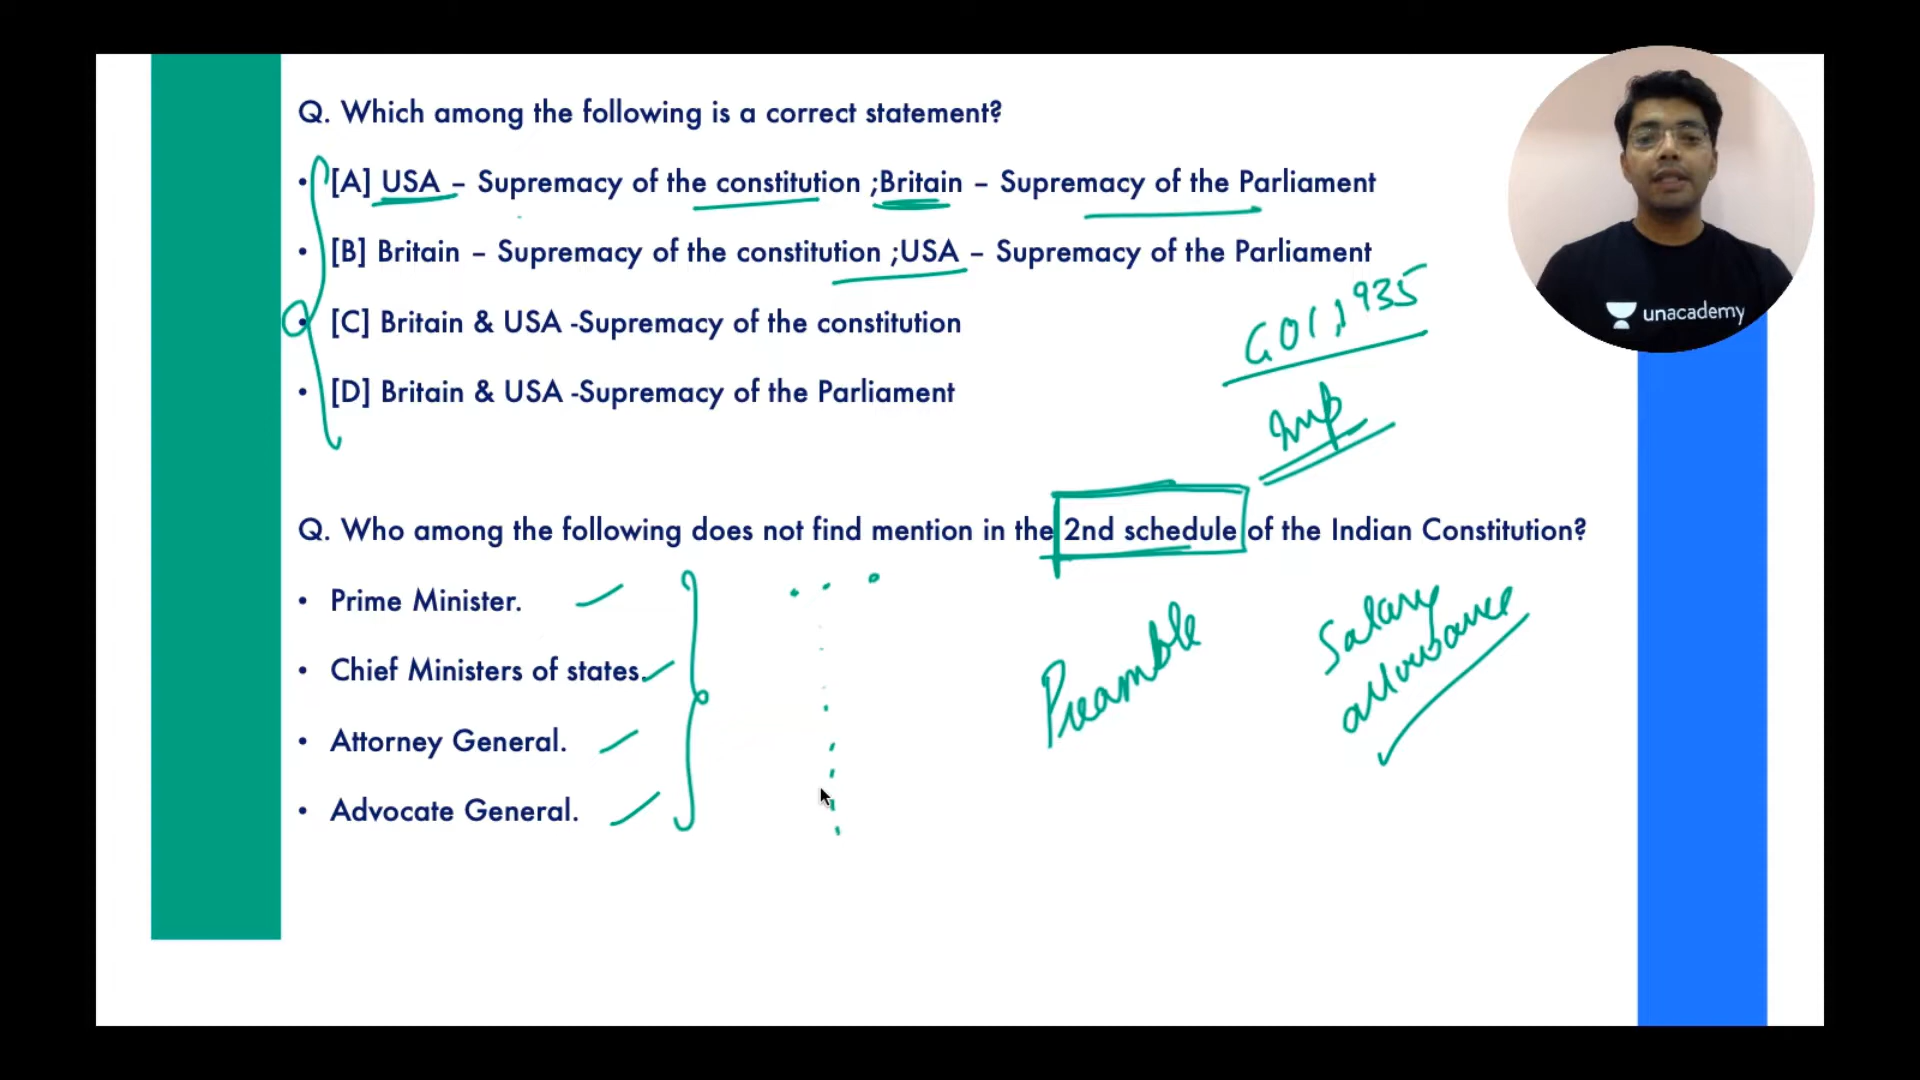 Q. Which among the following is a correct statement?
• [A] USA – Supremacy of the constitution ;Britain – Supremacy of the Parliament
• [B] Britain – Supremacy of the constitution ;USA – Supremacy of the Parliament
• [C] Britain & USA -Supremacy of the constitution
• [D] Britain & USA -Supremacy of the Parliament
unacademy
GOI, 1935
Imp
Q. Who among the following does not find mention in the 2nd schedule of the Indian Constitution?
• Prime Minister.
• Chief Ministers of states.
• Attorney General.
• Advocate General.
Preamble
Salary
allowance